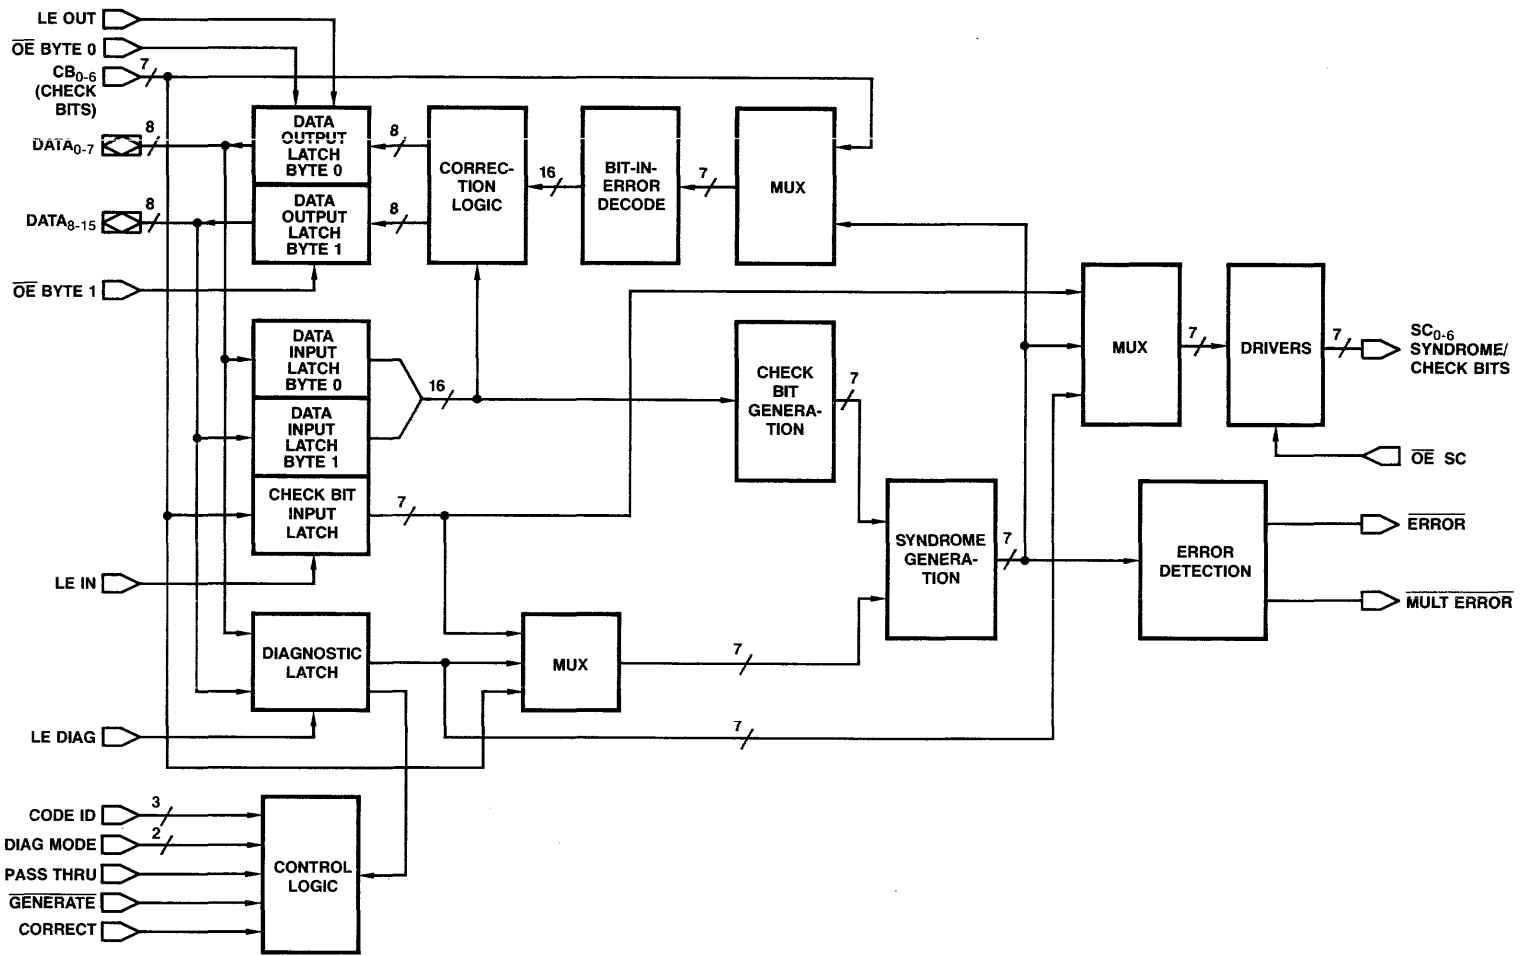 LE OUT
OE BYTE 0
CB0-6
(CHECK
BITS)
7
DATA0-7
8
DATA8-15
8
OE BYTE 1
DATA
OUTPUT
LATCH
BYTE 0
DATA
OUTPUT
LATCH
BYTE 1
8
8
CORREC-
TION
LOGIC
16
BIT-IN-
ERROR
DECODE
7
MUX
DATA
INPUT
LATCH
BYTE 0
DATA
INPUT
LATCH
BYTE 1
16
CHECK BIT
INPUT
LATCH
7
LE IN
CHECK
BIT
GENERA-
TION
7
MUX
7
DRIVERS
7
SC0-6
SYNDROME/
CHECK BITS
OE SC
SYNDROME
GENERA-
TION
7
ERROR
DETECTION
ERROR
MULT ERROR
DIAGNOSTIC
LATCH
MUX
7
7
LE DIAG
CODE ID
3
DIAG MODE
2
PASS THRU
GENERATE
CORRECT
CONTROL
LOGIC